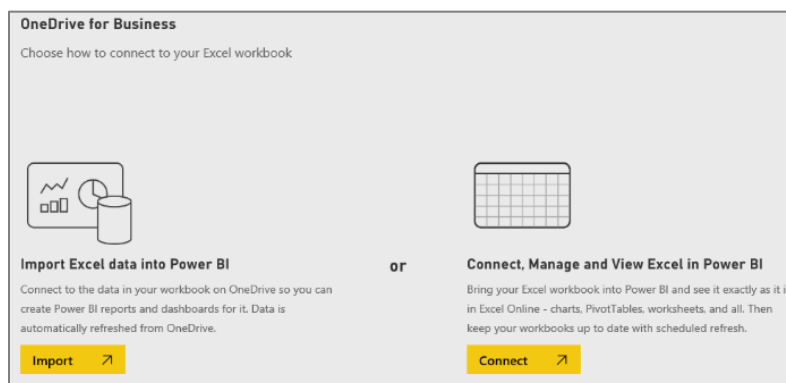 OneDrive for Business
Choose how to connect to your Excel workbook
Import Excel data into Power BI
Connect to the data in your workbook on OneDrive so you can
create Power BI reports and dashboards for it. Data is
automatically refreshed from OneDrive.
Import
or
Connect, Manage and View Excel in Power BI
Bring your Excel workbook into Power BI and see it exactly as it i
in Excel Online - charts, PivotTables, worksheets, and all. Then
keep your workbooks up to date with scheduled refresh.
Connect